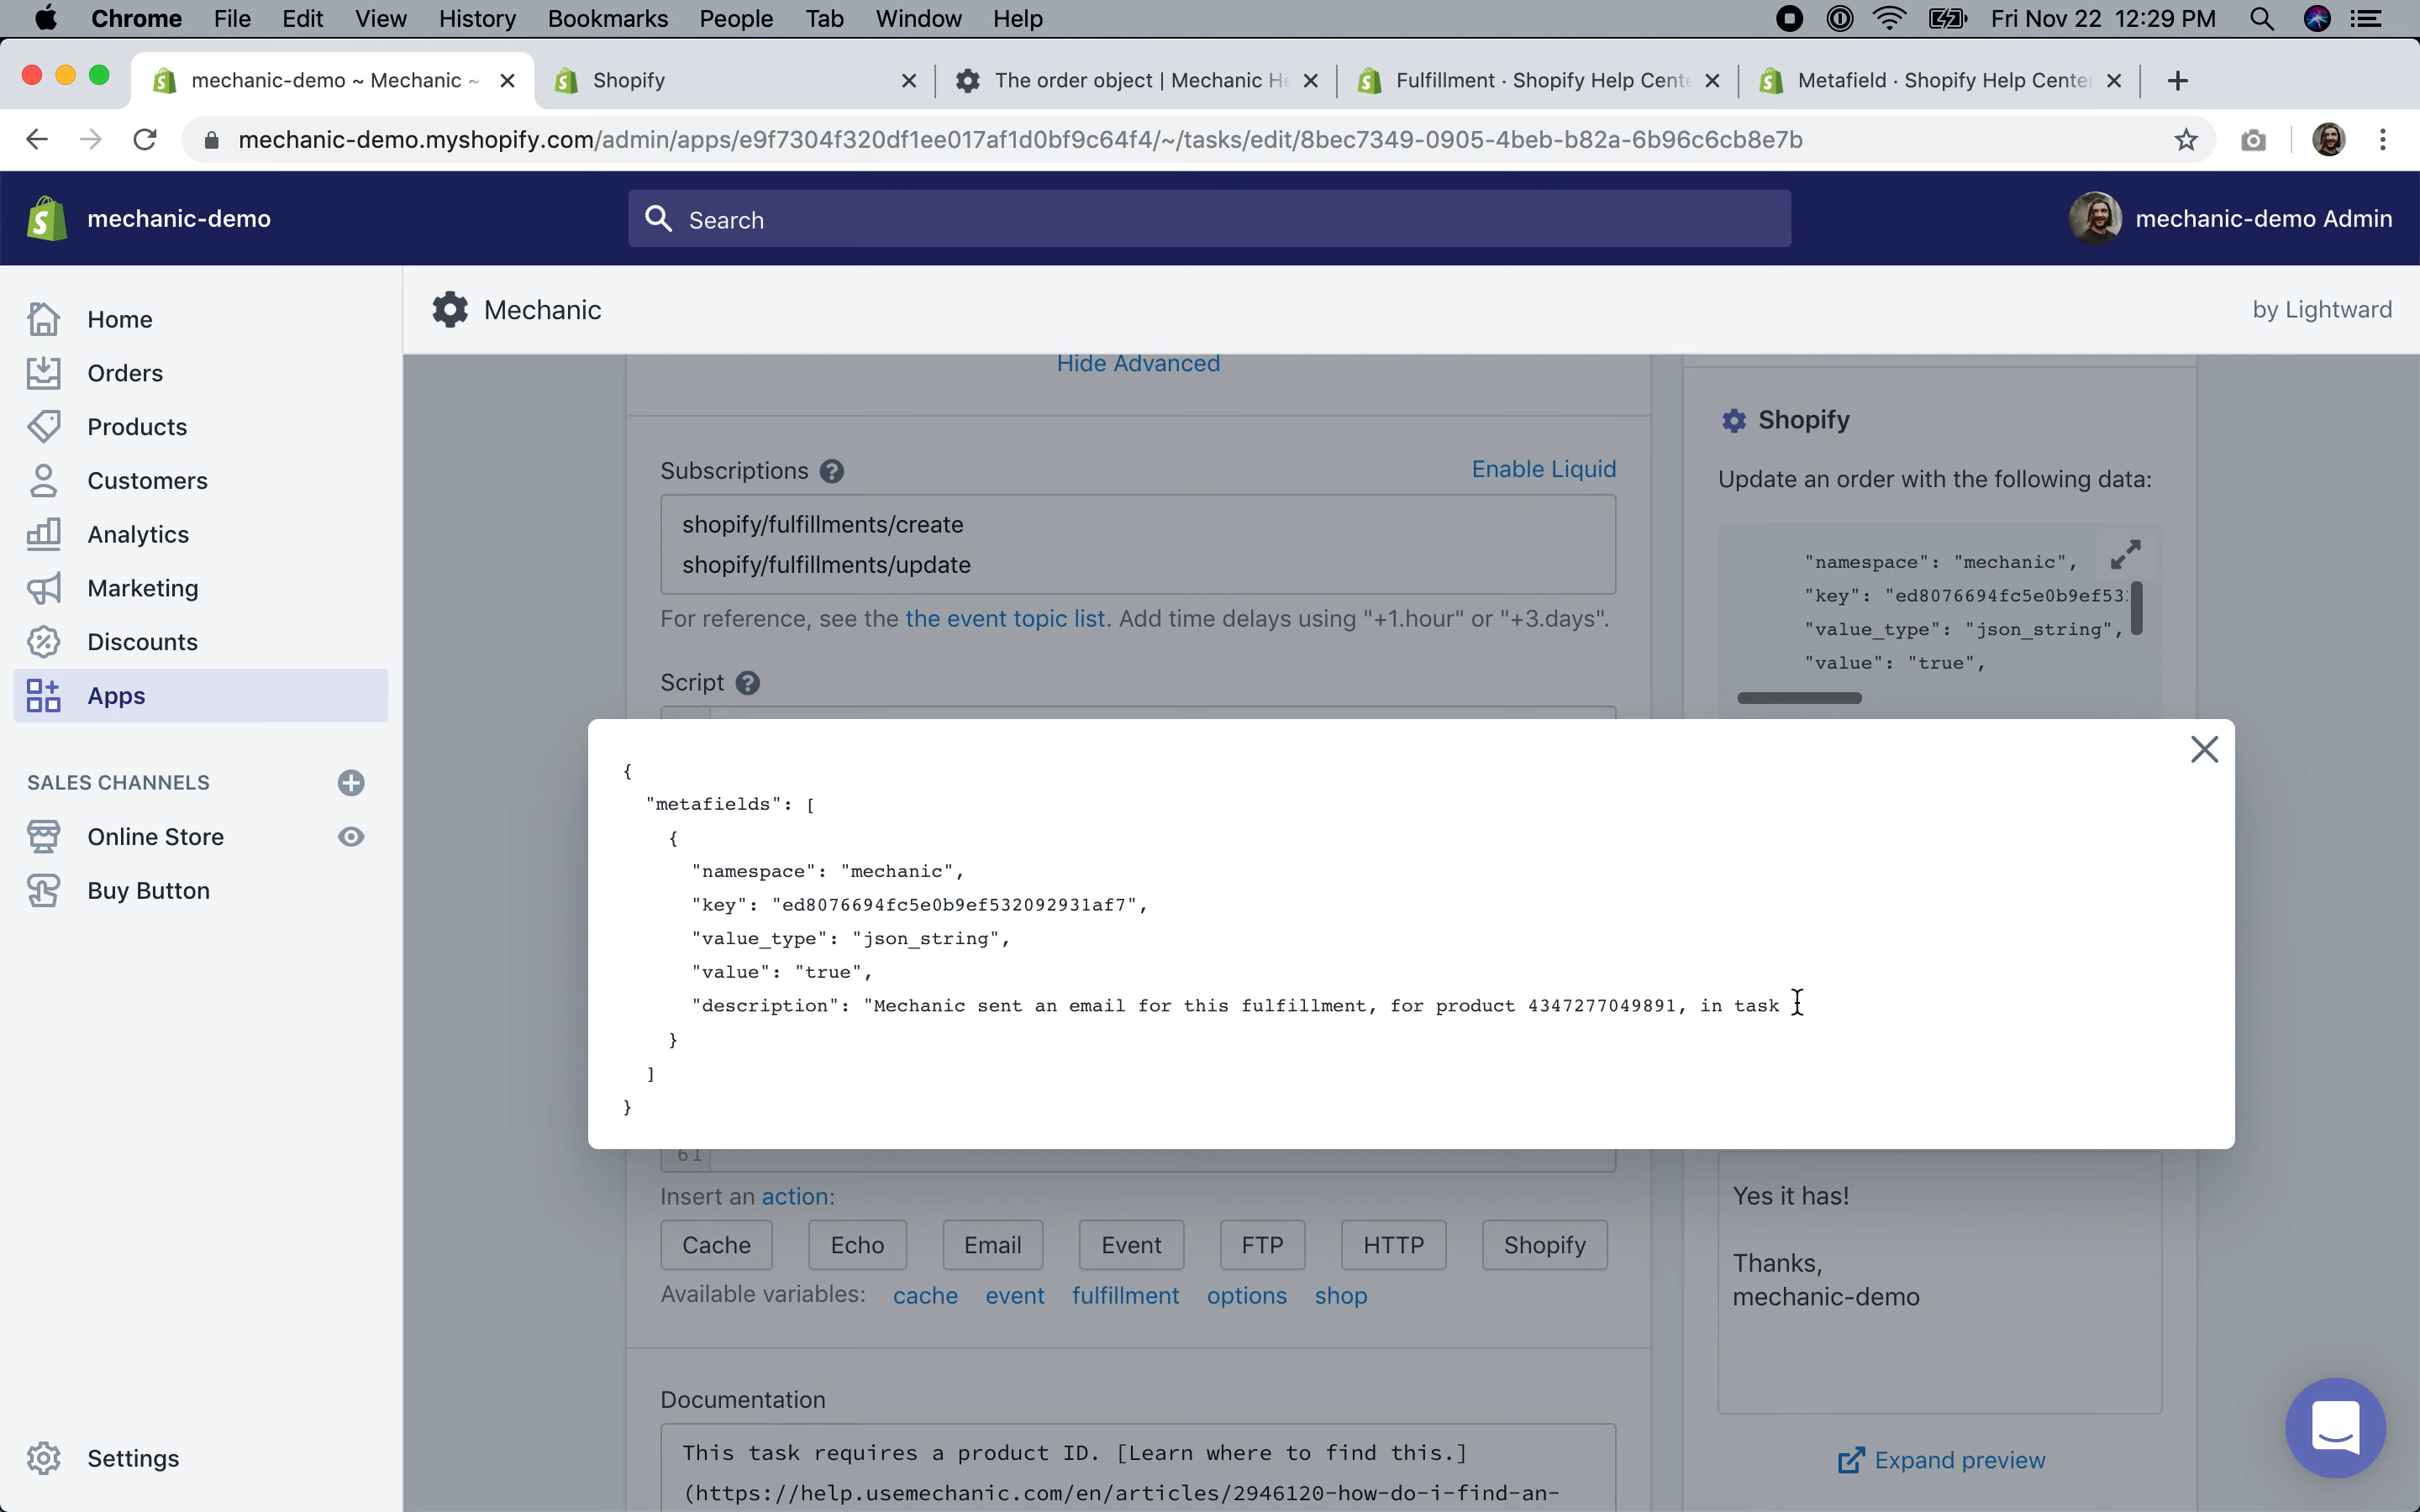 Chrome File Edit View History Bookmarks People Tab Window Help Fri Nov 22 12:29 PM
mechanic-demo ~ Mechanic ~ Shopify The order object | Mechanic He Fulfillment · Shopify Help Cente Metafield · Shopify Help Center
mechanic-demo.myshopify.com/admin/apps/e9f7304f320df1ee017af1d0bf9c64f4/~/tasks/edit/8bec7349-0905-4beb-b82a-6b96c6cb8e7b
mechanic-demo Search mechanic-demo Admin
Mechanic by Lightward
Home
Orders
Products
Customers
Analytics
Marketing
Discounts
Apps
SALES CHANNELS
Online Store
Buy Button
Settings
Hide Advanced
Subscriptions Enable Liquid
shopify/fulfillments/create
shopify/fulfillments/update
For reference, see the the event topic list. Add time delays using "+1.hour" or "+3.days".
Script
Shopify
Update an order with the following data:
"namespace": "mechanic",
"key": "ed8076694fc5e0b9ef53
"value_type": "json_string",
"value": "true",
{
"metafields": [
{
"namespace": "mechanic",
"key": "ed8076694fc5e0b9ef532092931af7",
"value_type": "json_string",
"value": "true",
"description": "Mechanic sent an email for this fulfillment, for product 4347277049891, in task
}
]
}
61
Insert an action:
Cache Echo Email Event FTP HTTP Shopify
Available variables: cache event fulfillment options shop
Documentation
This task requires a product ID. [Learn where to find this.]
(https://help.usemechanic.com/en/articles/2946120-how-do-i-find-an-
Yes it has!
Thanks,
mechanic-demo
Expand preview